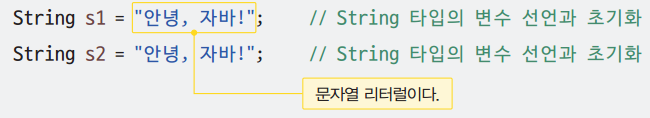 String s1 = "안녕, 자바!";    // String 타입의 변수 선언과 초기화
String s2 = "안녕, 자바!";    // String 타입의 변수 선언과 초기화
문자열 리터럴이다.